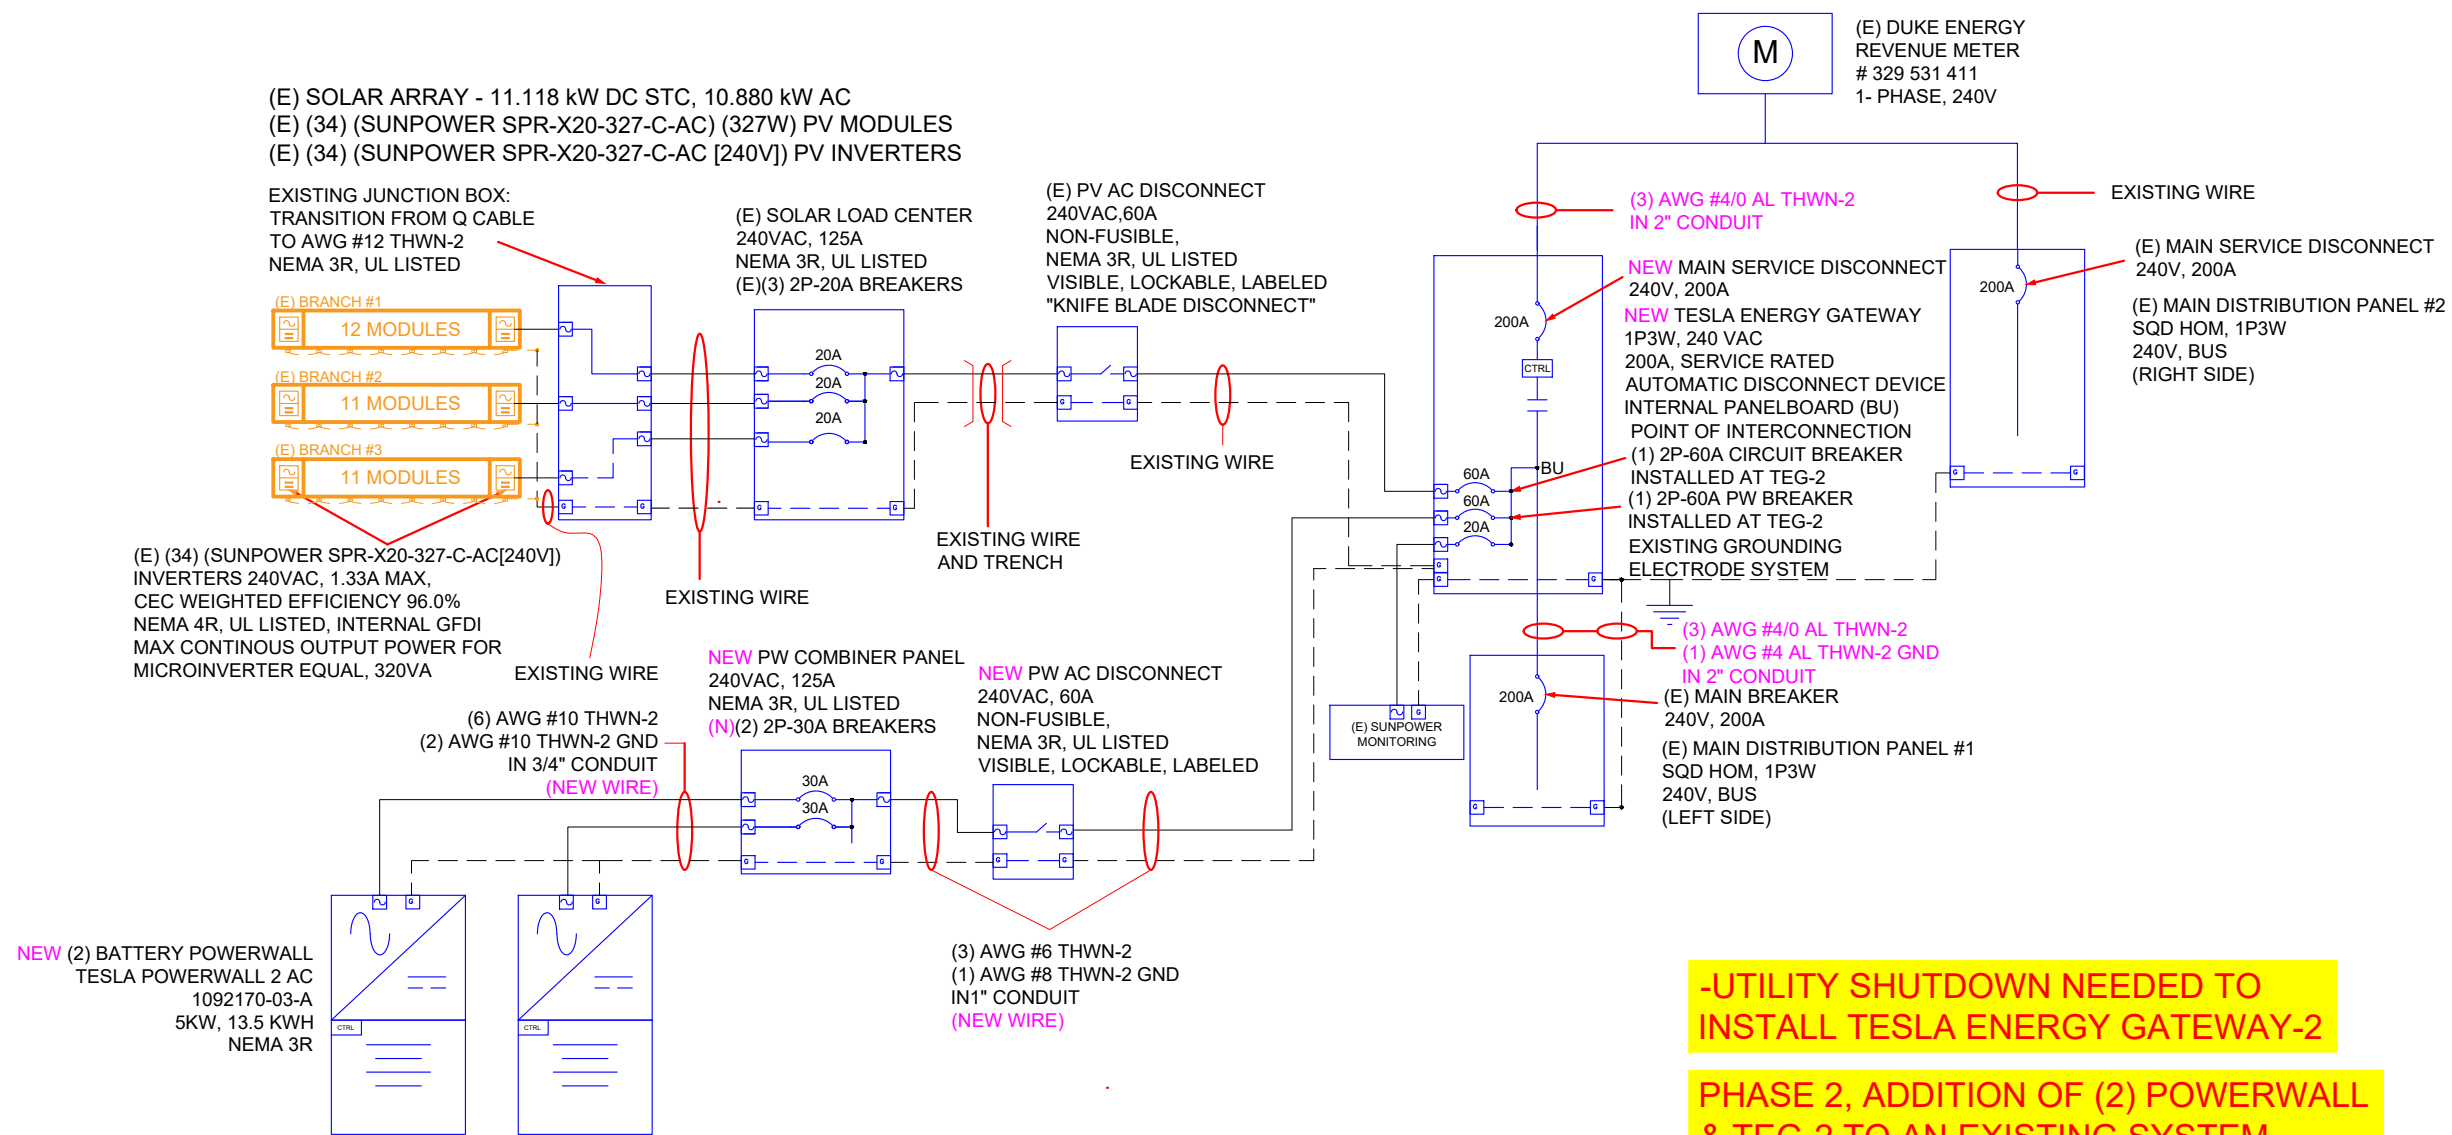 (E) DUKE ENERGY
REVENUE METER
# 329 531 411
1- PHASE, 240V
M
(E) SOLAR ARRAY - 11.118 kW DC STC, 10.880 kW AC
(E) (34) (SUNPOWER SPR-X20-327-C-AC) (327W) PV MODULES
(E) (34) (SUNPOWER SPR-X20-327-C-AC [240V]) PV INVERTERS
EXISTING JUNCTION BOX:
TRANSITION FROM Q CABLE
TO AWG #12 THWN-2
NEMA 3R, UL LISTED
(E) SOLAR LOAD CENTER
240VAC, 125A
NEMA 3R, UL LISTED
(E)(3) 2P-20A BREAKERS
(E) PV AC DISCONNECT
240VAC,60A
NON-FUSIBLE,
NEMA 3R, UL LISTED
VISIBLE, LOCKABLE, LABELED
"KNIFE BLADE DISCONNECT"
(3) AWG #4/0 AL THWN-2
IN 2" CONDUIT
EXISTING WIRE
(E) MAIN SERVICE DISCONNECT
240V, 200A
(E) MAIN DISTRIBUTION PANEL #2
SQD HOM, 1P3W
240V, BUS
(RIGHT SIDE)
200A
NEW MAIN SERVICE DISCONNECT
240V, 200A
NEW TESLA ENERGY GATEWAY
1P3W, 240 VAC
200A, SERVICE RATED
AUTOMATIC DISCONNECT DEVICE
INTERNAL PANELBOARD (BU)
POINT OF INTERCONNECTION
(1) 2P-60A CIRCUIT BREAKER
INSTALLED AT TEG-2
(1) 2P-60A PW BREAKER
INSTALLED AT TEG-2
EXISTING GROUNDING
ELECTRODE SYSTEM
200A
CTRL
BU
60A
60A
20A
G
G
G
G
G
(E) BRANCH #1
12 MODULES
(E) BRANCH #2
11 MODULES
(E) BRANCH #3
11 MODULES
G
G
20A
20A
20A
G
G
G
G
EXISTING WIRE
EXISTING WIRE
AND TRENCH
EXISTING WIRE
EXISTING WIRE
(E) (34) (SUNPOWER SPR-X20-327-C-AC[240V])
INVERTERS 240VAC, 1.33A MAX,
CEC WEIGHTED EFFICIENCY 96.0%
NEMA 4R, UL LISTED, INTERNAL GFDI
MAX CONTINOUS OUTPUT POWER FOR
MICROINVERTER EQUAL, 320VA
(3) AWG #4/0 AL THWN-2
(1) AWG #4 AL THWN-2 GND
IN 2" CONDUIT
(E) MAIN BREAKER
240V, 200A
(E) MAIN DISTRIBUTION PANEL #1
SQD HOM, 1P3W
240V, BUS
(LEFT SIDE)
200A
G
G
G
(E) SUNPOWER
MONITORING
NEW PW COMBINER PANEL
240VAC, 125A
NEMA 3R, UL LISTED
(N)(2) 2P-30A BREAKERS
NEW PW AC DISCONNECT
240VAC, 60A
NON-FUSIBLE,
NEMA 3R, UL LISTED
VISIBLE, LOCKABLE, LABELED
(6) AWG #10 THWN-2
(2) AWG #10 THWN-2 GND
IN 3/4" CONDUIT
(NEW WIRE)
30A
30A
G
G
G
G
(3) AWG #6 THWN-2
(1) AWG #8 THWN-2 GND
IN1" CONDUIT
(NEW WIRE)
NEW (2) BATTERY POWERWALL
TESLA POWERWALL 2 AC
1092170-03-A
5KW, 13.5 KWH
NEMA 3R
G
G
CTRL
CTRL
-UTILITY SHUTDOWN NEEDED TO
INSTALL TESLA ENERGY GATEWAY-2
PHASE 2, ADDITION OF (2) POWERWALL
& TEG-2 TO AN EXISTING SYSTEM